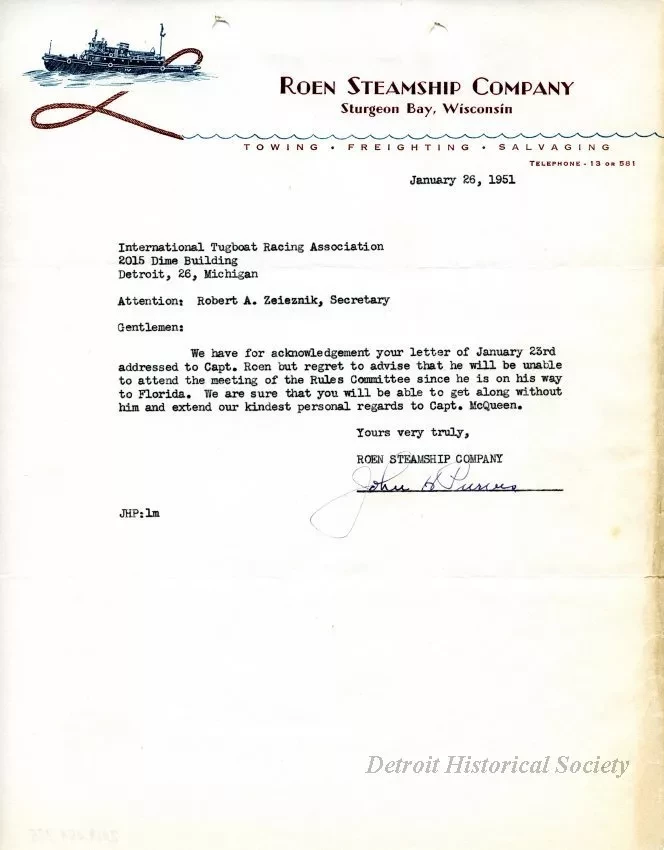 ROEN STEAMSHIP COMPANY
Sturgeon Bay, Wisconsin
TOWING • FREIGHTING • SALVAGING
TELEPHONE - 13 OR 581
January 26, 1951
International Tugboat Racing Association
2015 Dime Building
Detroit, 26, Michigan
Attention: Robert A. Zeieznik, Secretary
Gentlemen:
We have for acknowledgement your letter of January 23rd
addressed to Capt. Roen but regret to advise that he will be unable
to attend the meeting of the Rules Committee since he is on his way
to Florida. We are sure that you will be able to get along without
him and extend our kindest personal regards to Capt. McQueen.
Yours very truly,
ROEN STEAMSHIP COMPANY
John H Purves
JHP:lm
Detroit Historical Society